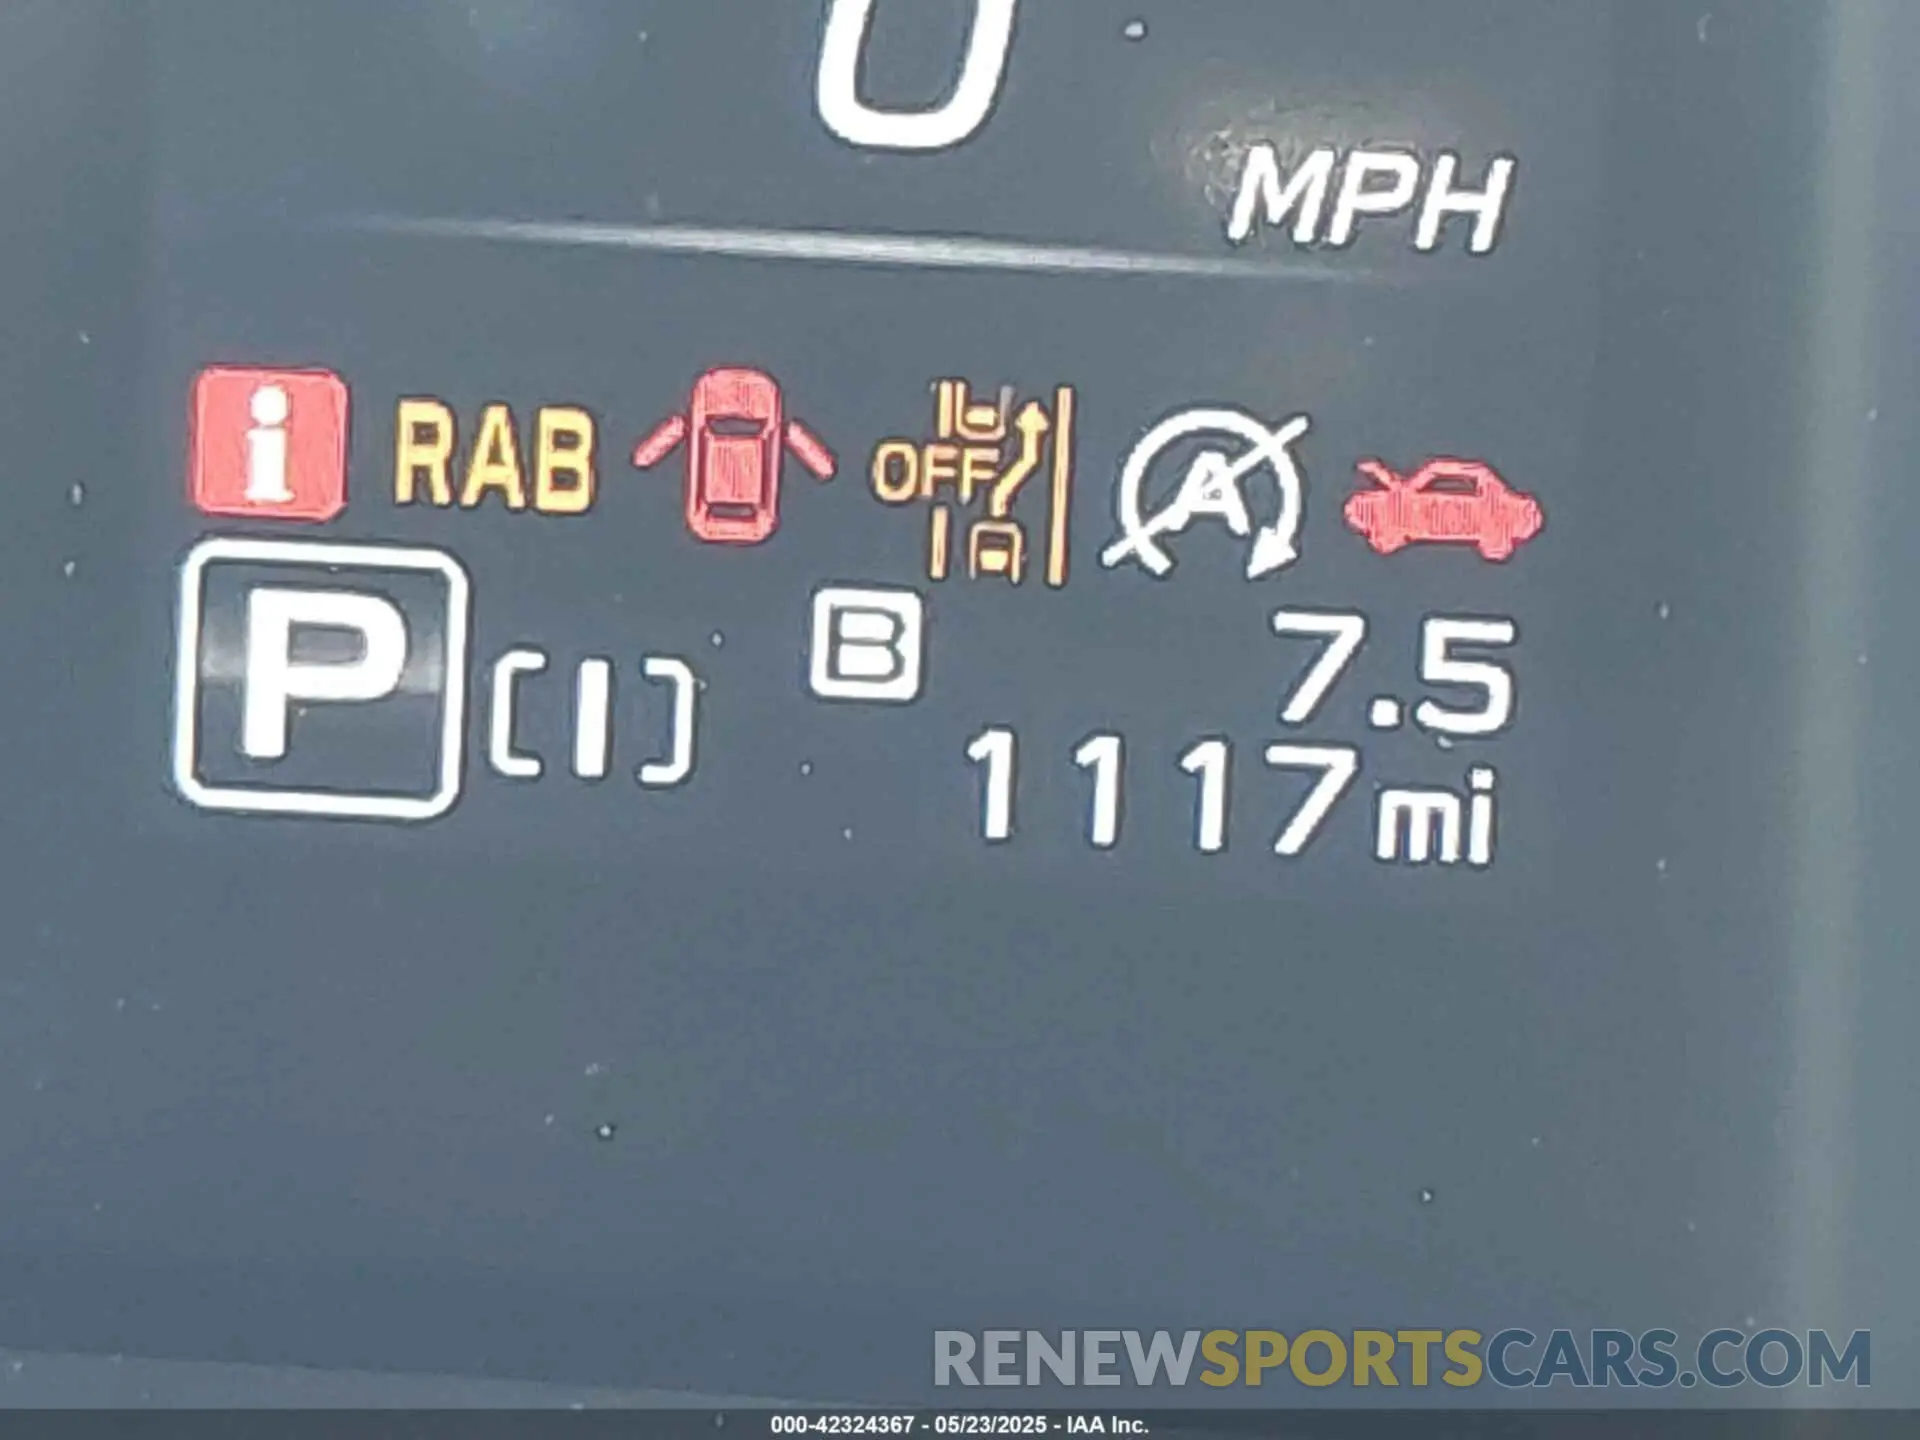 0
MPH
i RAB OFF A
P B 7.5
1117mi
RENEWSPORTSCARS.COM
000-42324367 - 05/23/2025 - IAA Inc.